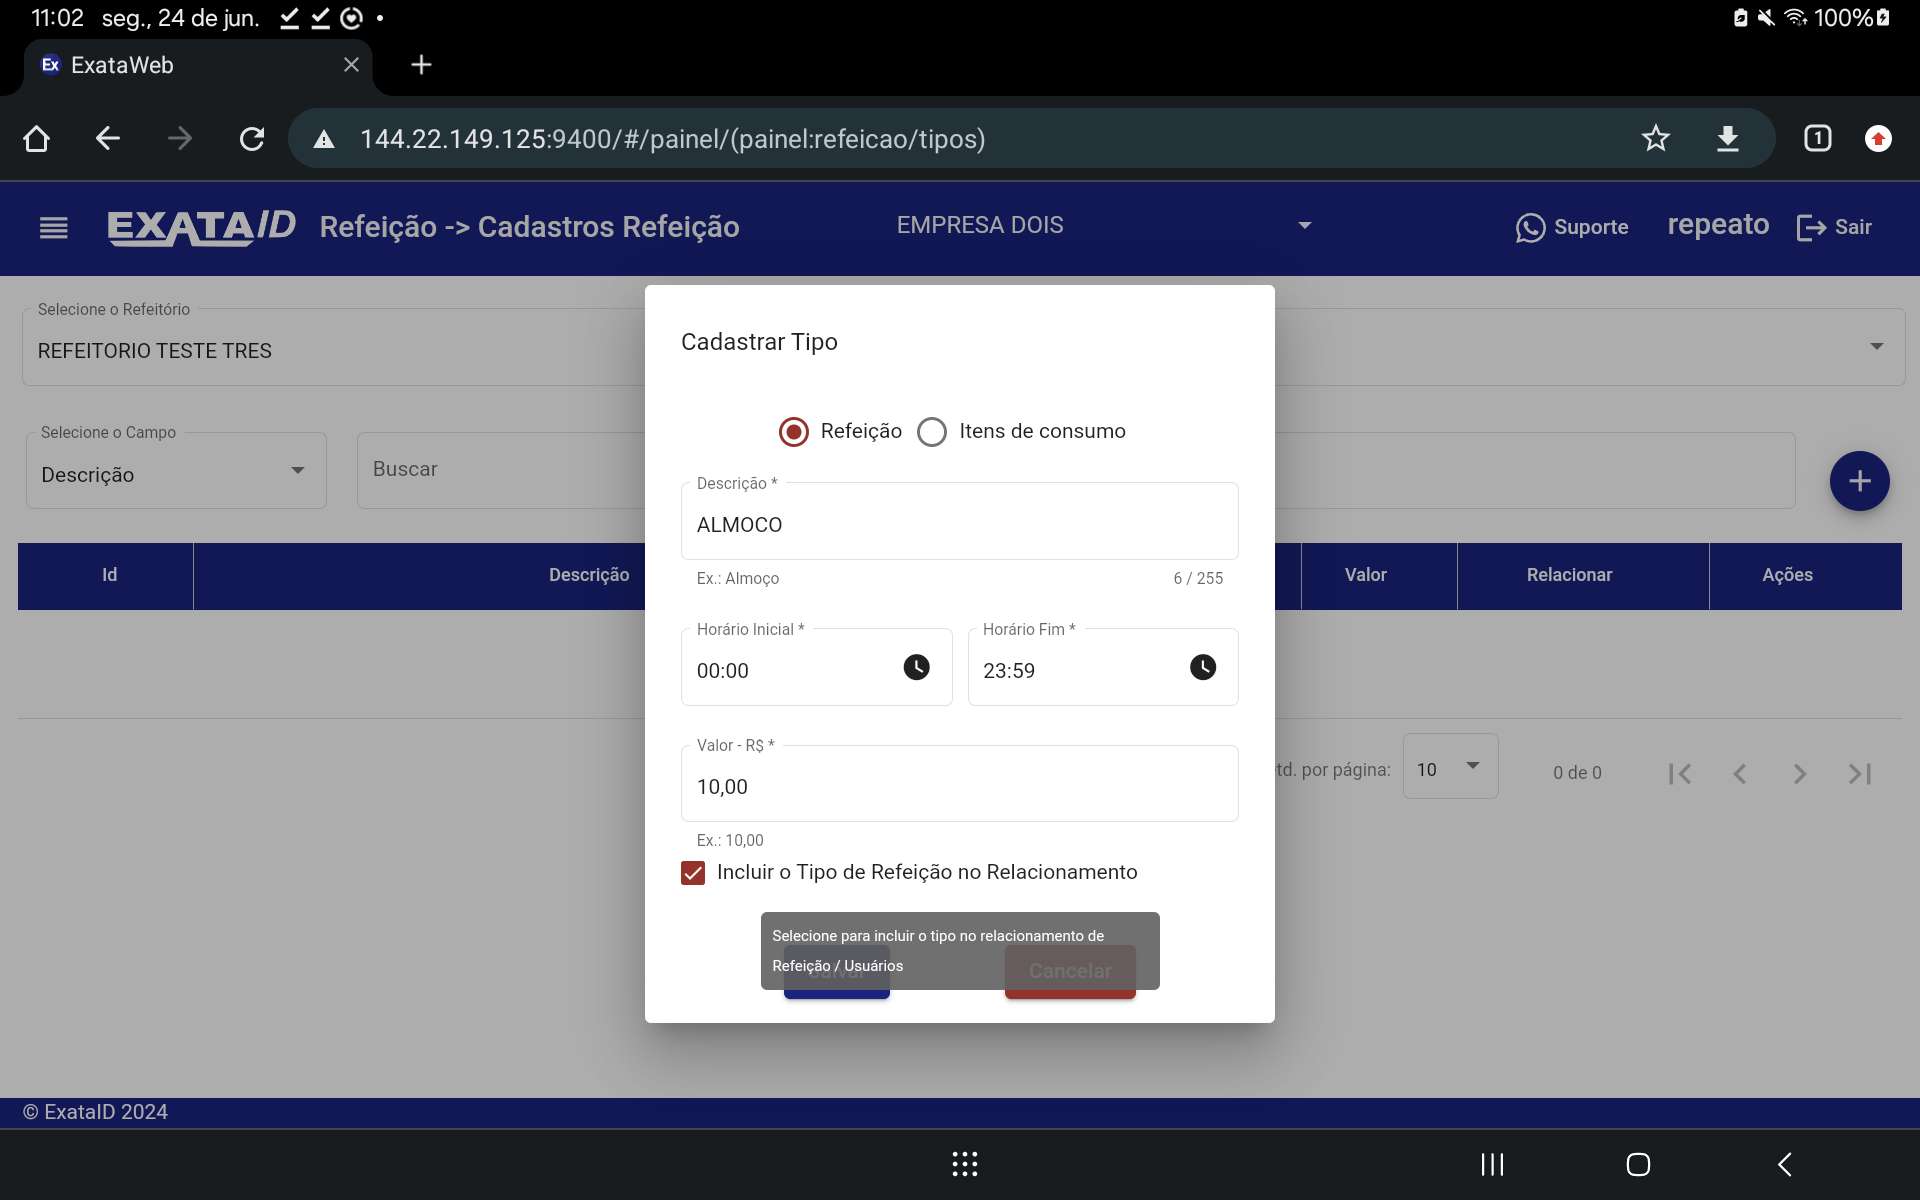 11:02 seg., 24 de jun. 100%
Ex ExataWeb
144.22.149.125:9400/#/painel/(painel:refeicao/tipos) 1
EXATAID Refeição -> Cadastros Refeição EMPRESA DOIS Suporte repeato Sair
Selecione o Refeitório
REFEITORIO TESTE TRES
Selecione o Campo
Descrição
Buscar
Id Descrição Valor Relacionar Ações
td. por página: 10 0 de 0
Cadastrar Tipo
Refeição Itens de consumo
Descrição *
ALMOCO
Ex.: Almoço 6 / 255
Horário Inicial * Horário Fim *
00:00 23:59
Valor - R$ *
10,00
Ex.: 10,00
Incluir o Tipo de Refeição no Relacionamento
Selecione para incluir o tipo no relacionamento de
Refeição / Usuários
Cancelar
© ExataID 2024